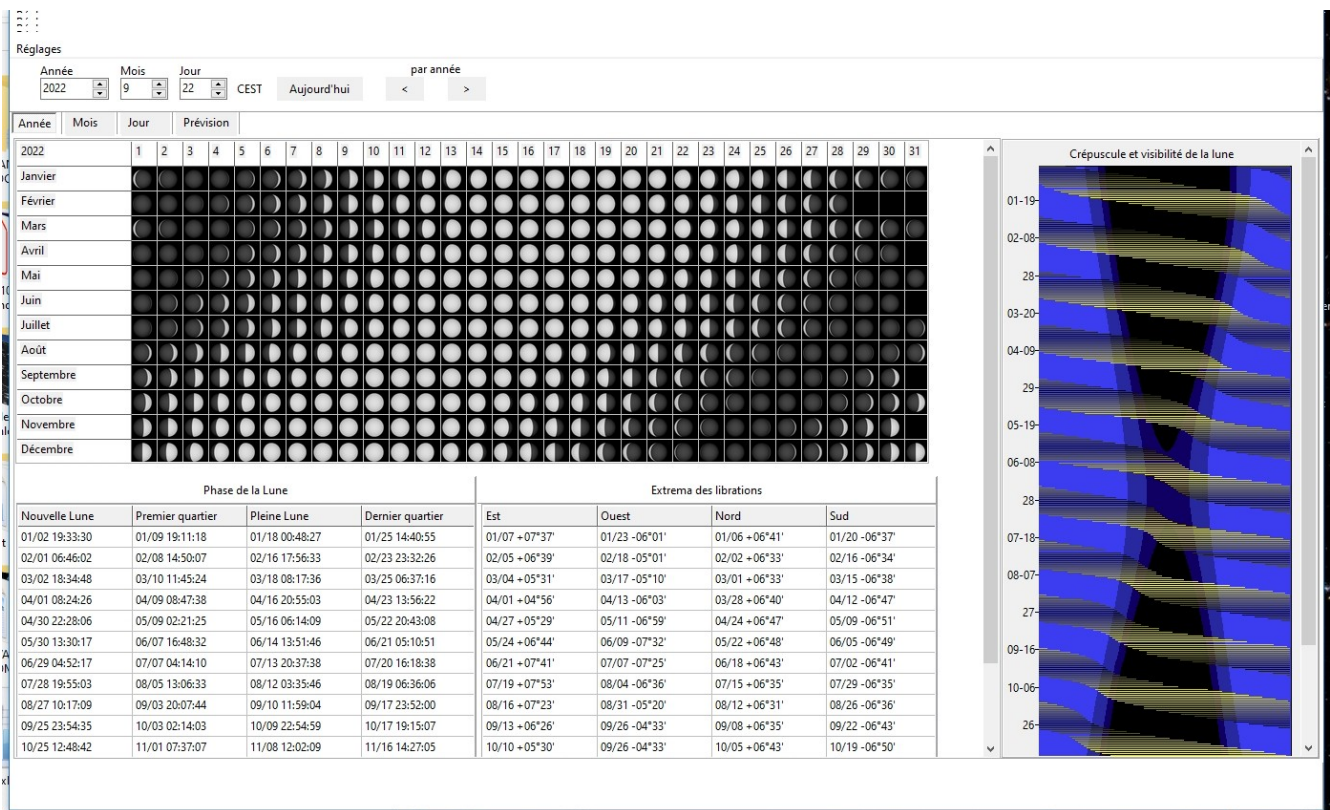 Réglages
Année Mois Jour par année
2022 9 22 CEST Aujourd'hui < >
Année Mois Jour Prévision
2022 1 2 3 4 5 6 7 8 9 10 11 12 13 14 15 16 17 18 19 20 21 22 23 24 25 26 27 28 29 30 31
Janvier
Février
Mars
Avril
Mai
Juin
Juillet
Août
Septembre
Octobre
Novembre
Décembre
Phase de la Lune Extrema des librations
Nouvelle Lune Premier quartier Pleine Lune Dernier quartier Est Ouest Nord Sud
01/02 19:33:30 01/09 19:11:18 01/18 00:48:27 01/25 14:40:55 01/07 +07°37' 01/23 -06°01' 01/06 +06°41' 01/20 -06°37'
02/01 06:46:02 02/08 14:50:07 02/16 17:56:33 02/23 23:32:26 02/05 +06°39' 02/18 -05°01' 02/02 +06°33' 02/16 -06°34'
03/02 18:34:48 03/10 11:45:24 03/18 08:17:36 03/25 06:37:16 03/04 +05°31' 03/17 -05°10' 03/01 +06°33' 03/15 -06°38'
04/01 08:24:26 04/09 08:47:38 04/16 20:55:03 04/23 13:56:22 04/01 +04°56' 04/13 -06°03' 03/28 +06°40' 04/12 -06°47'
04/30 22:28:06 05/09 02:21:25 05/16 06:14:09 05/22 20:43:08 04/27 +05°29' 05/11 -06°59' 04/24 +06°47' 05/09 -06°51'
05/30 13:30:17 06/07 16:48:32 06/14 13:51:46 06/21 05:10:51 05/24 +06°44' 06/09 -07°32' 05/22 +06°48' 06/05 -06°49'
06/29 04:52:17 07/07 04:14:10 07/13 20:37:38 07/20 16:18:38 06/21 +07°41' 07/07 -07°25' 06/18 +06°43' 07/02 -06°41'
07/28 19:55:03 08/05 13:06:33 08/12 03:35:46 08/19 06:36:06 07/19 +07°53' 08/04 -06°36' 07/15 +06°35' 07/29 -06°35'
08/27 10:17:09 09/03 20:07:44 09/10 11:59:04 09/17 23:52:00 08/16 +07°23' 08/31 -05°20' 08/12 +06°31' 08/26 -06°36'
09/25 23:54:35 10/03 02:14:03 10/09 22:54:59 10/17 19:15:07 09/13 +06°26' 09/26 -04°33' 09/08 +06°35' 09/22 -06°43'
10/25 12:48:42 11/01 07:37:07 11/08 12:02:09 11/16 14:27:05 10/10 +05°30' 09/26 -04°33' 10/05 +06°43' 10/19 -06°50'
Crépuscule et visibilité de la lune
01-19
02-08
28
03-20
04-09
29
05-19
06-08
28
07-18
08-07
27
09-16
10-06
26